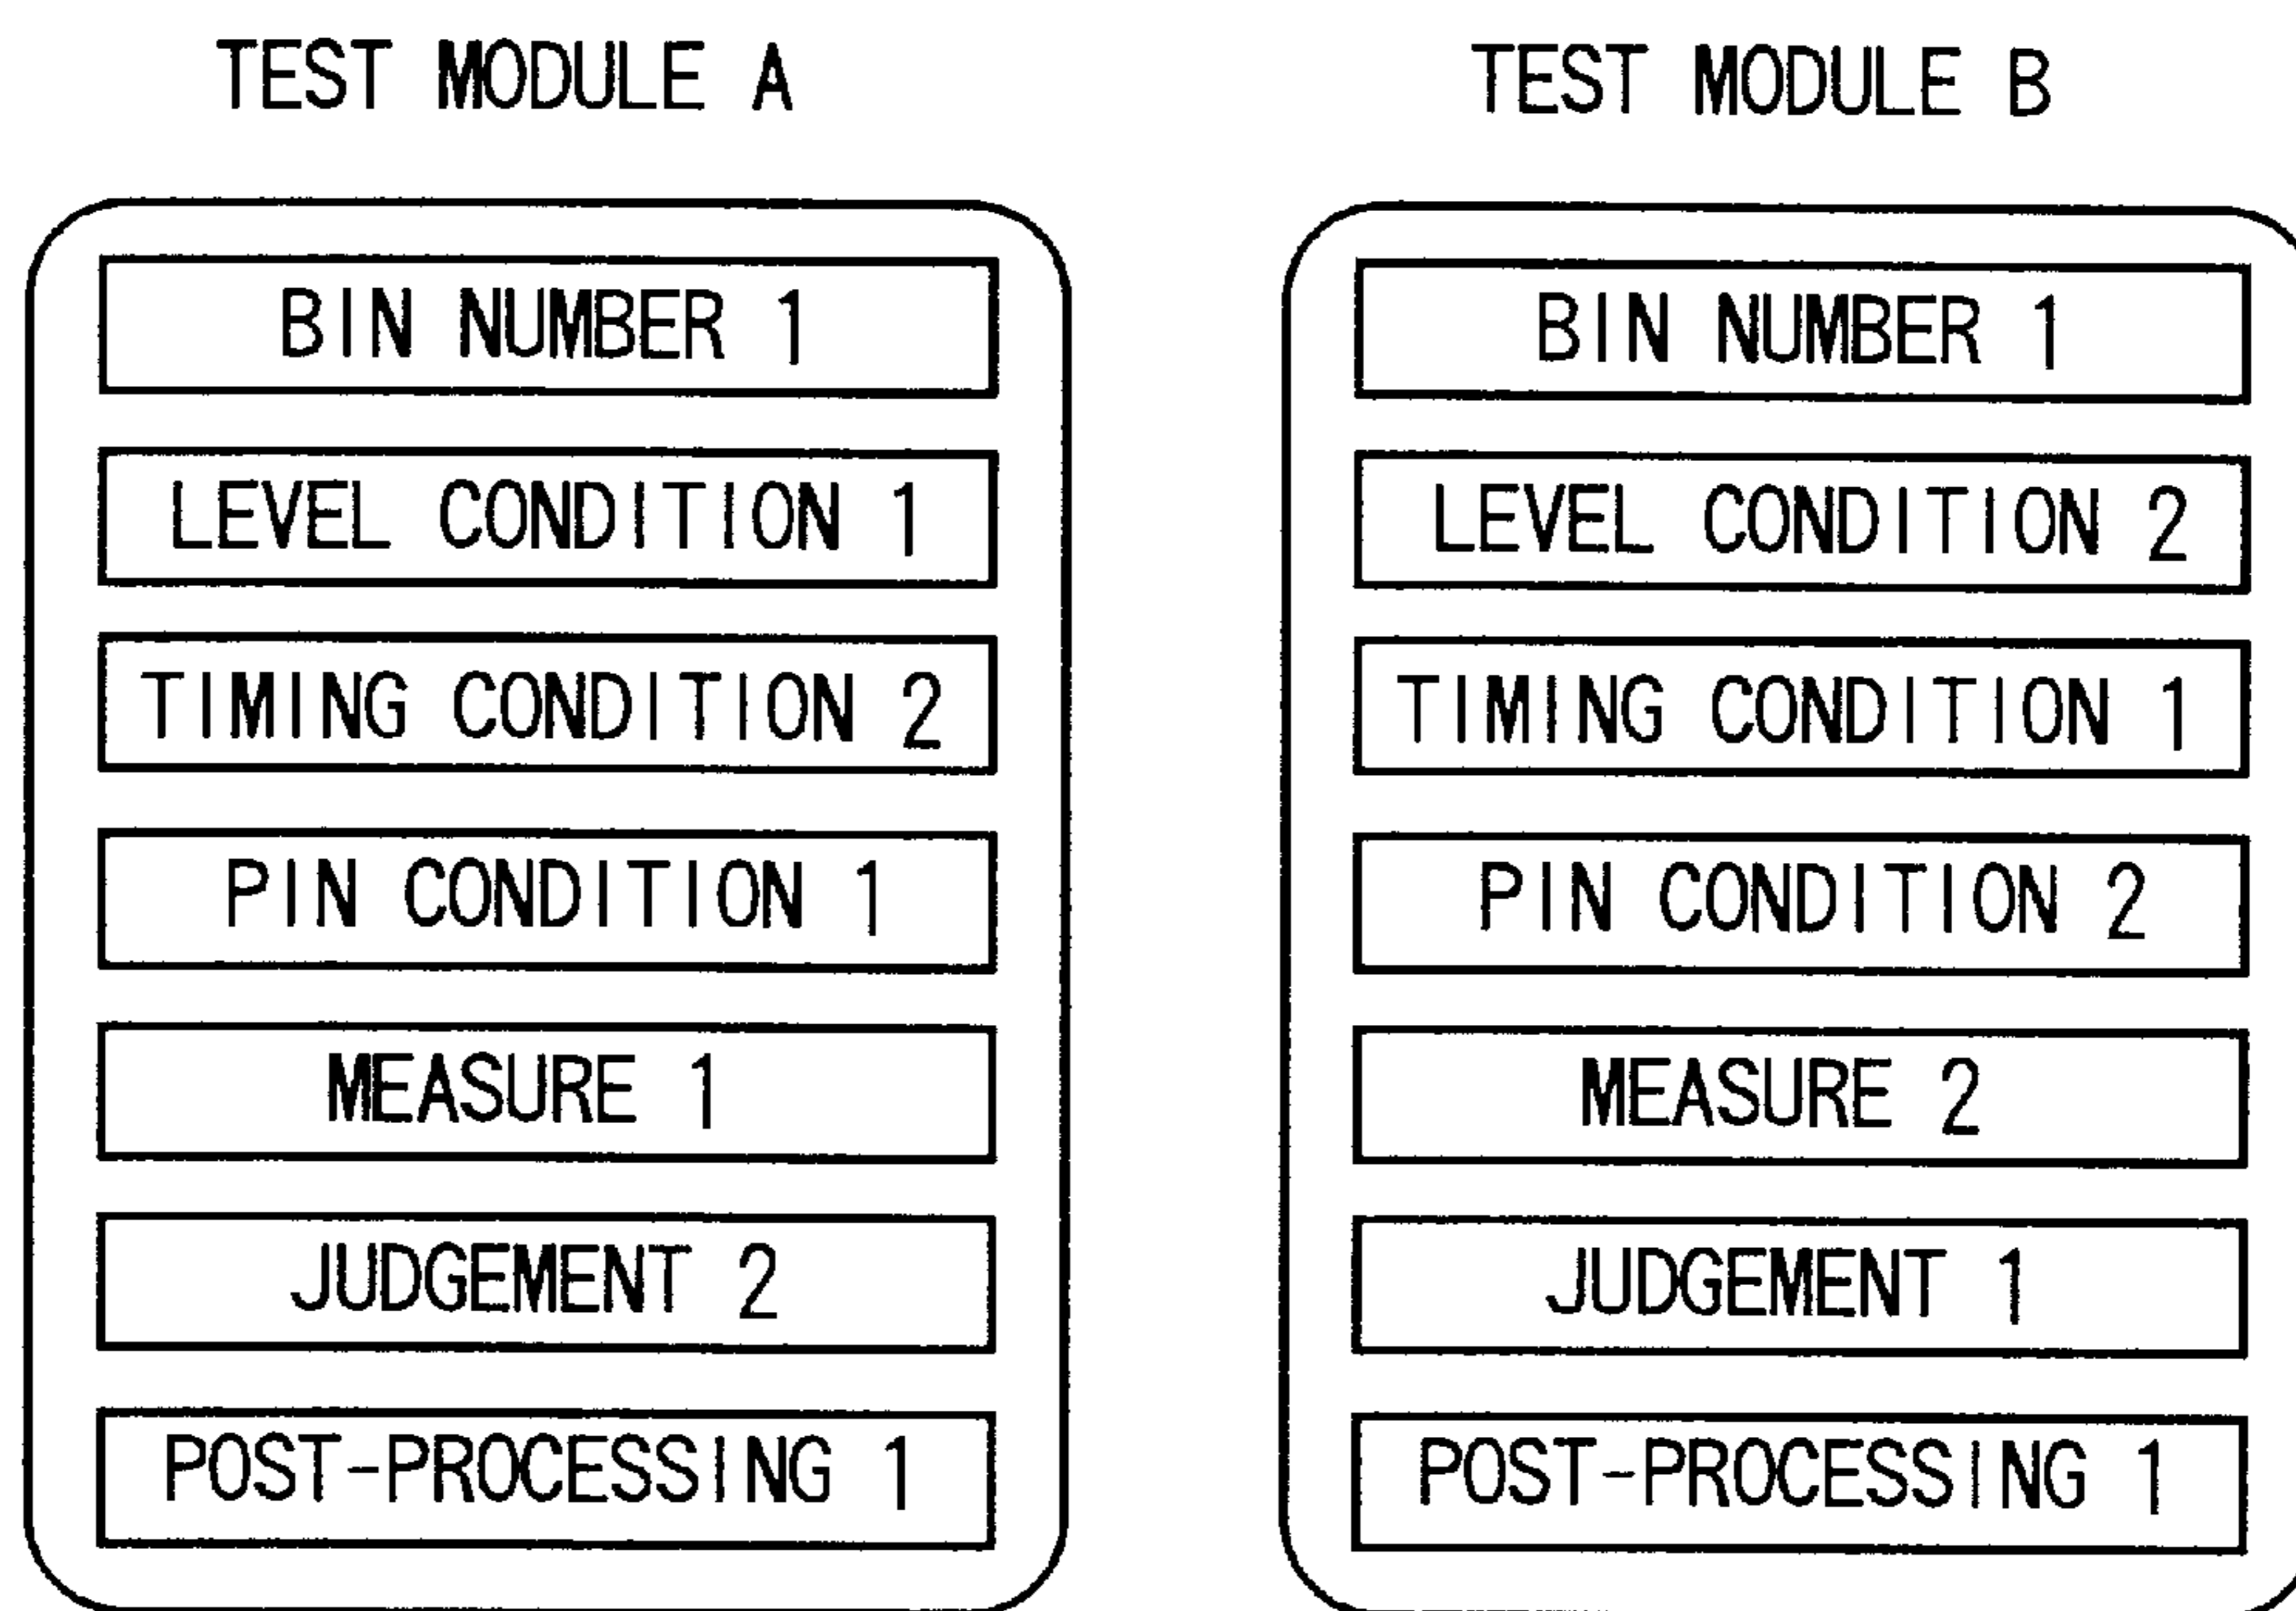 TEST MODULE A
BIN NUMBER 1
LEVEL CONDITION 1
TIMING CONDITION 2
PIN CONDITION 1
MEASURE 1
JUDGEMENT 2
POST-PROCESSING 1
TEST MODULE B
BIN NUMBER 1
LEVEL CONDITION 2
TIMING CONDITION 1
PIN CONDITION 2
MEASURE 2
JUDGEMENT 1
POST-PROCESSING 1